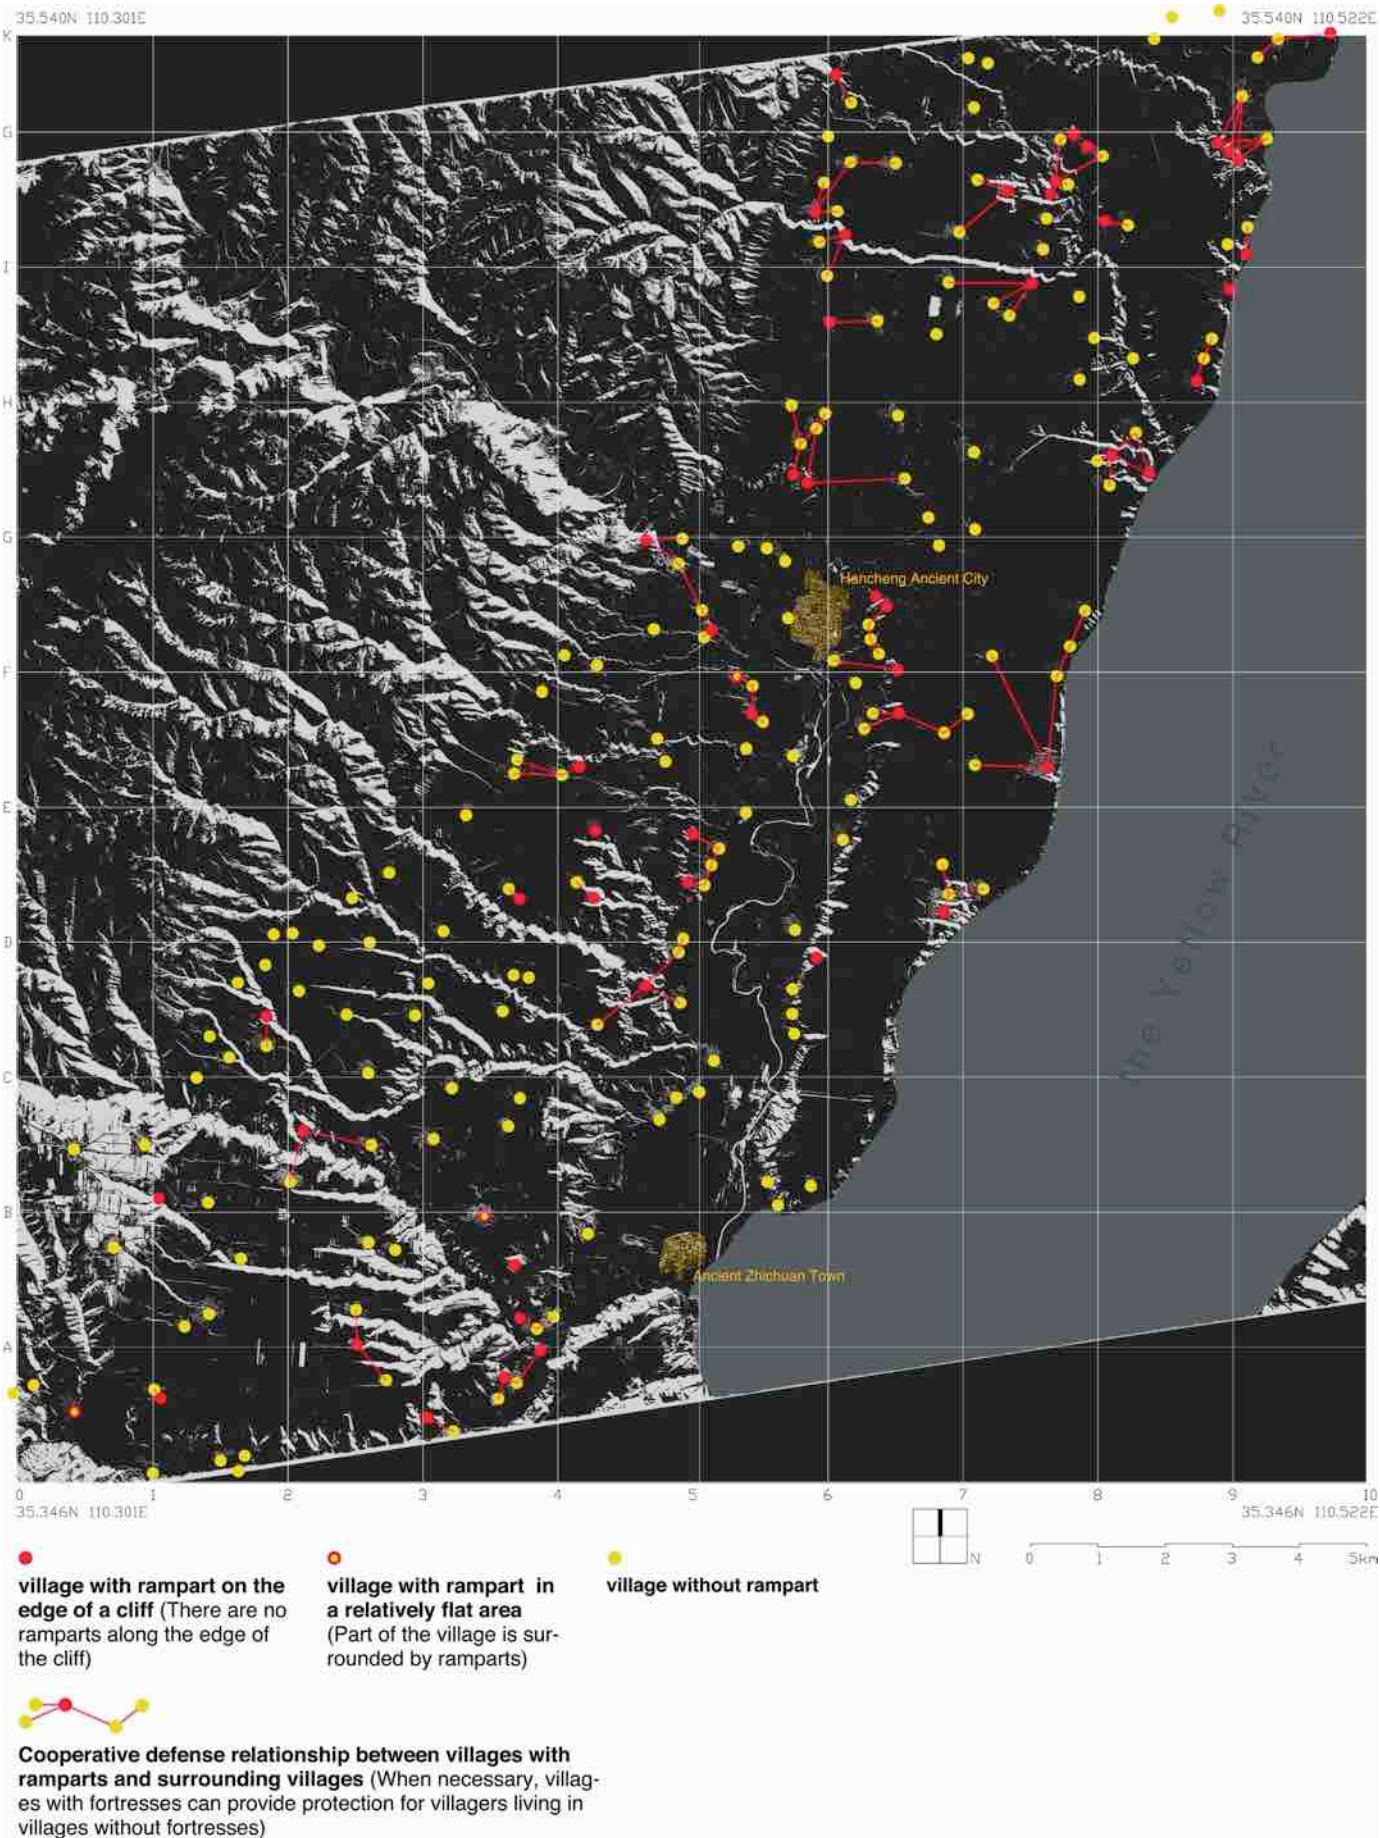 35.540N 110.301E
35.540N 110.522E
K
G
I
H
G
Hancheng Ancient City
F
E
The Yellow River
D
C
B
Ancient Zhichuan Town
A
0 1 2 3 4 5 6 7 8 9 10
35.346N 110.301E
35.346N 110.522E
N
0 1 2 3 4 5km
village with rampart on the
edge of a cliff (There are no
ramparts along the edge of
the cliff)
village with rampart in
a relatively flat area
(Part of the village is sur-
rounded by ramparts)
village without rampart
Cooperative defense relationship between villages with
ramparts and surrounding villages (When necessary, villag-
es with fortresses can provide protection for villagers living in
villages without fortresses)